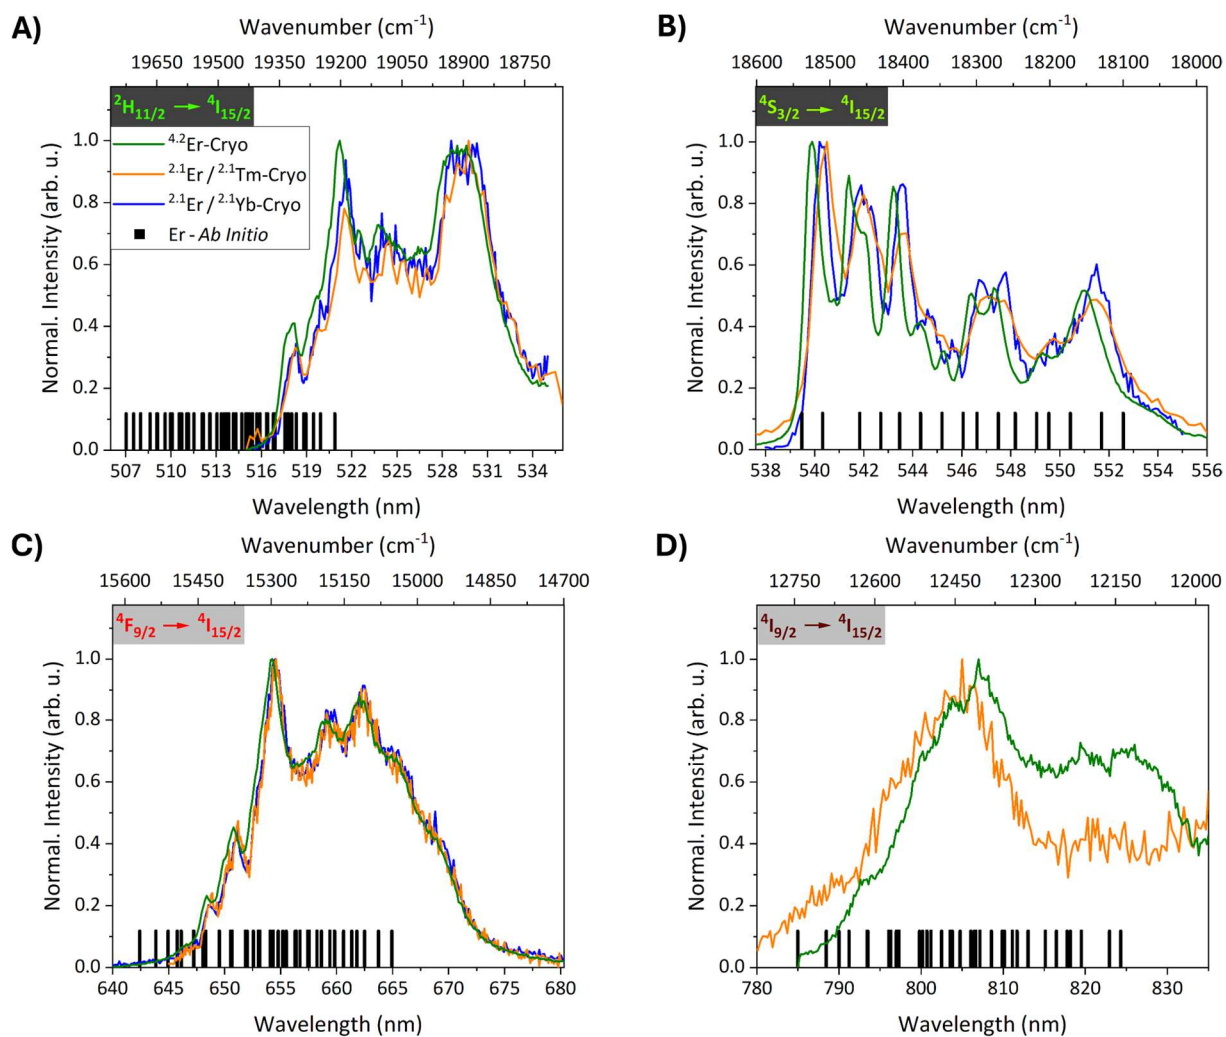 A)
Wavenumber (cm⁻¹)
19650 19500 19350 19200 19050 18900 18750
²H₁₁/₂ → ⁴I₁₅/₂
⁴·²Er-Cryo
²·¹Er / ²·¹Tm-Cryo
²·¹Er / ²·¹Yb-Cryo
Er - Ab Initio
Normal. Intensity (arb. u.)
1.0
0.8
0.6
0.4
0.2
0.0
507 510 513 516 519 522 525 528 531 534
Wavelength (nm)
B)
Wavenumber (cm⁻¹)
18600 18500 18400 18300 18200 18100 18000
⁴S₃/₂ → ⁴I₁₅/₂
Normal. Intensity (arb. u.)
1.0
0.8
0.6
0.4
0.2
0.0
538 540 542 544 546 548 550 552 554 556
Wavelength (nm)
C)
Wavenumber (cm⁻¹)
15600 15450 15300 15150 15000 14850 14700
⁴F₉/₂ → ⁴I₁₅/₂
Normal. Intensity (arb. u.)
1.0
0.8
0.6
0.4
0.2
0.0
640 645 650 655 660 665 670 675 680
Wavelength (nm)
D)
Wavenumber (cm⁻¹)
12750 12600 12450 12300 12150 12000
⁴I₉/₂ → ⁴I₁₅/₂
Normal. Intensity (arb. u.)
1.0
0.8
0.6
0.4
0.2
0.0
780 790 800 810 820 830
Wavelength (nm)